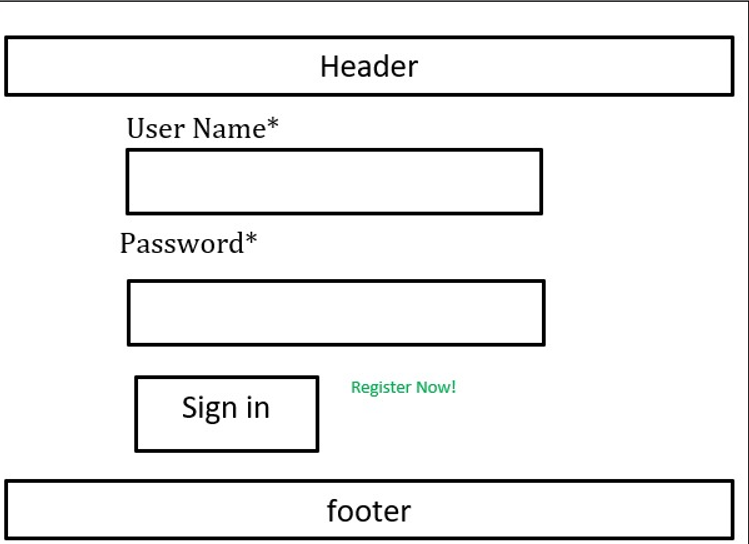 Header
User Name*
Password*
Sign in
Register Now!
footer